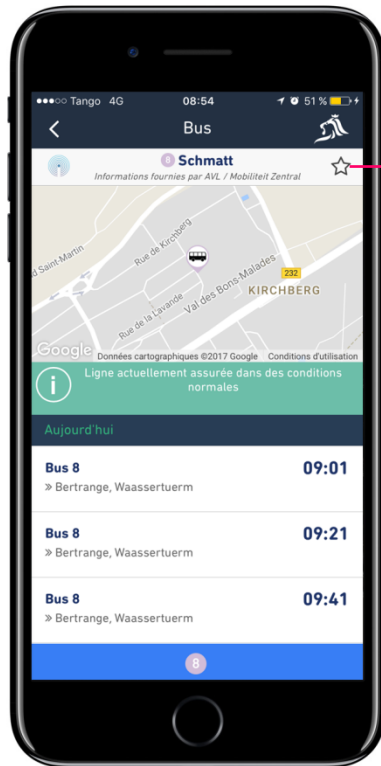 Tango 4G 08:54 51 %
Bus
8 Schmatt
Informations fournies par AVL / Mobiliteit Zentral
d Saint-Martin
Rue de Kirchberg
232
Val des Bons-Malades
KIRCHBERG
Rue de la Lavande
Google Données cartographiques ©2017 Google Conditions d'utilisation
i Ligne actuellement assurée dans des conditions
normales
Aujourd'hui
Bus 8 09:01
» Bertrange, Waassertuerm
Bus 8 09:21
» Bertrange, Waassertuerm
Bus 8 09:41
» Bertrange, Waassertuerm
8